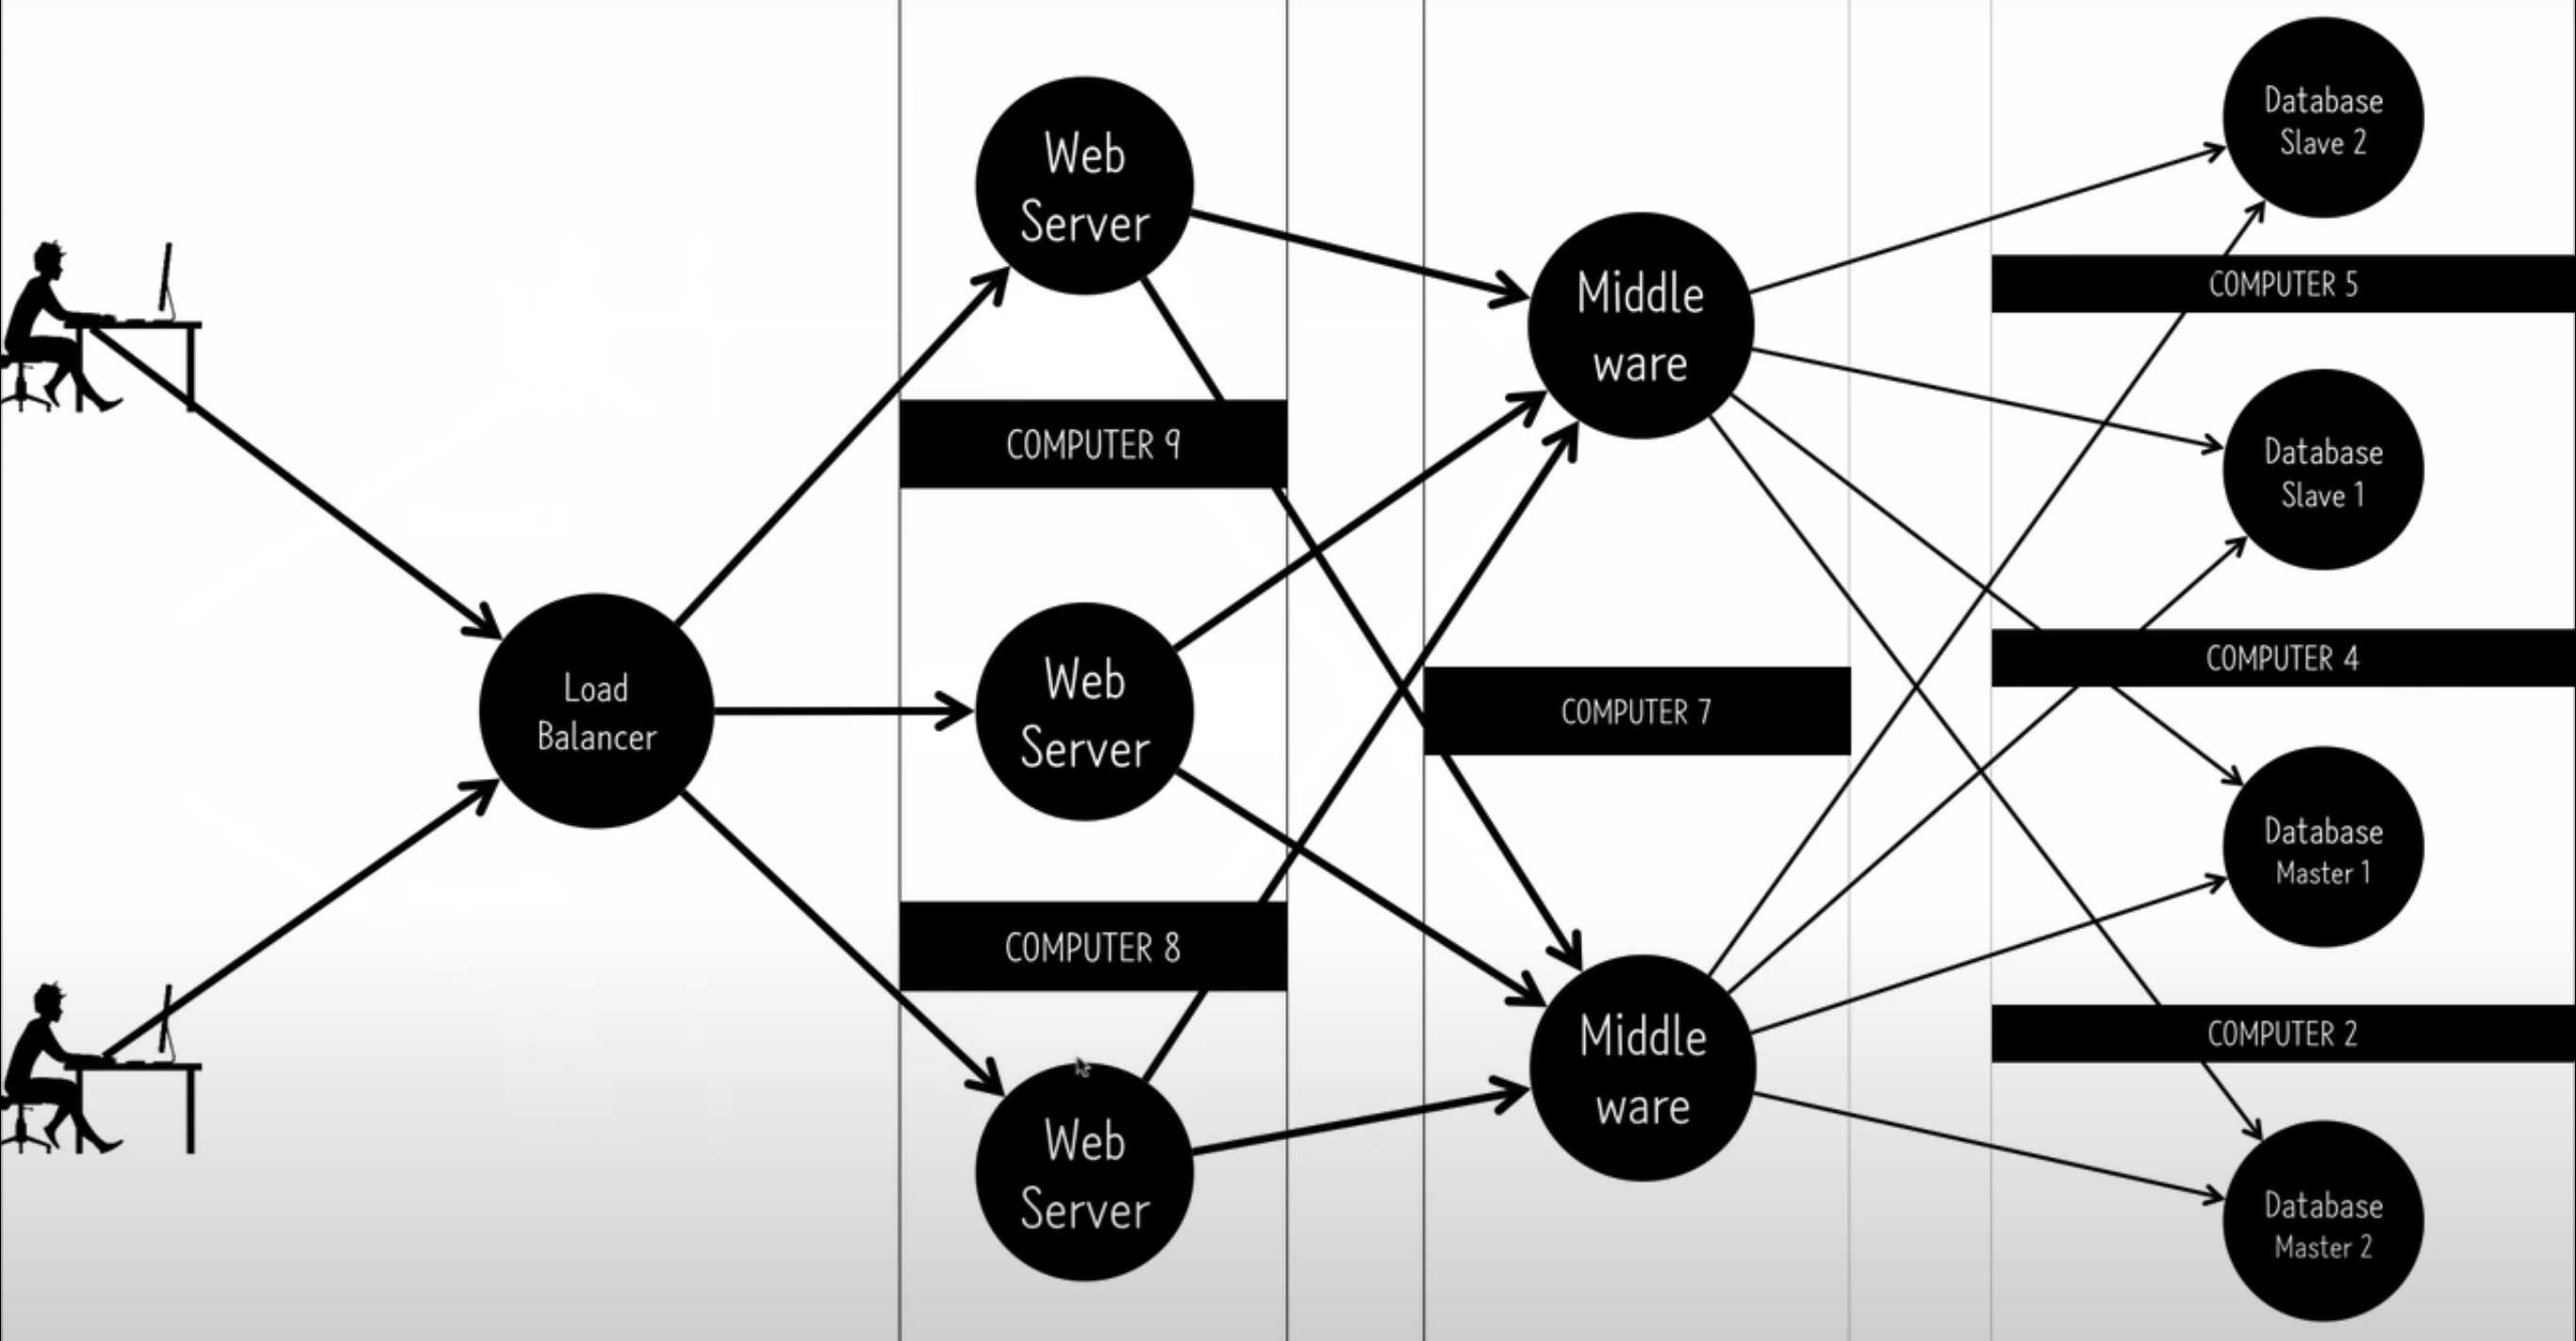 Load
Balancer
Web
Server
COMPUTER 9
Web
Server
COMPUTER 8
Web
Server
Middle
ware
COMPUTER 7
Middle
ware
Database
Slave 2
COMPUTER 5
Database
Slave 1
COMPUTER 4
Database
Master 1
COMPUTER 2
Database
Master 2